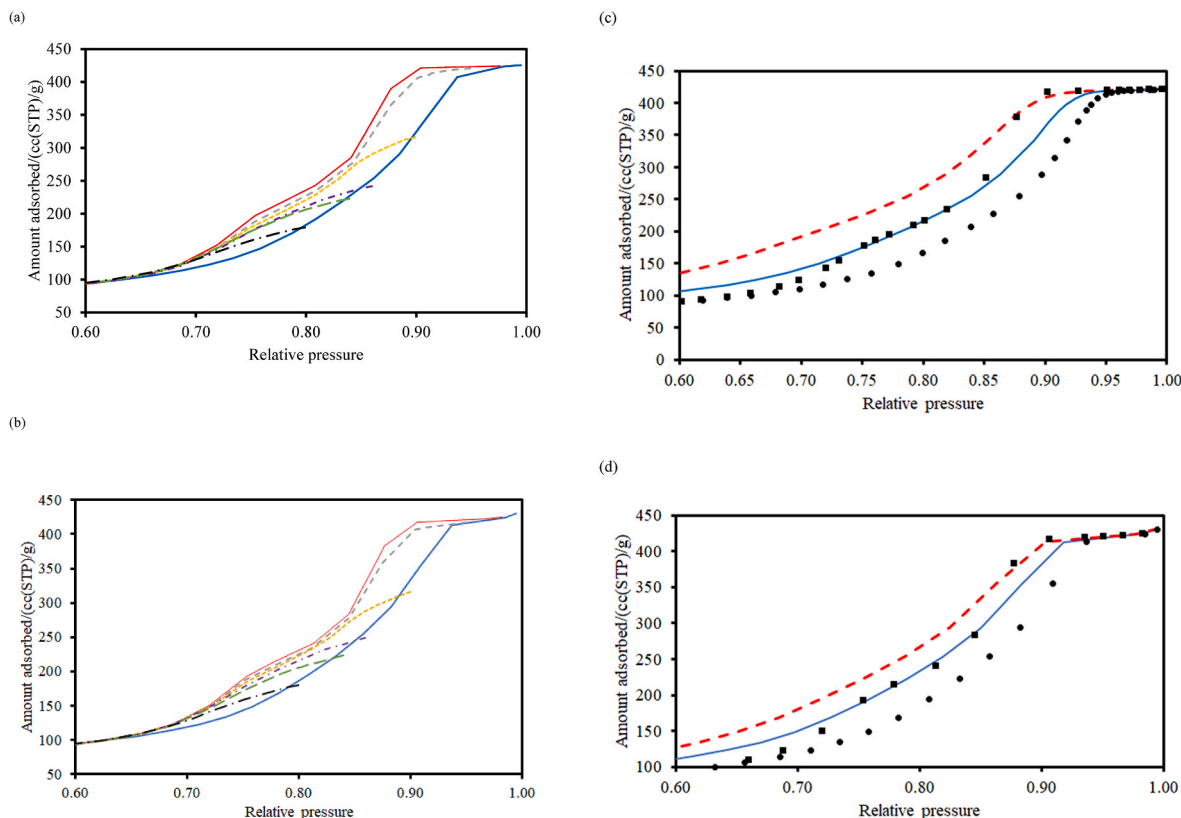 (a)
Amount adsorbed/(cc(STP)/g)
450
400
350
300
250
200
150
100
50
0.60 0.70 0.80 0.90 1.00
Relative pressure
(b)
Amount adsorbed/(cc(STP)/g)
450
400
350
300
250
200
150
100
50
0.60 0.70 0.80 0.90 1.00
Relative pressure
(c)
Amount adsorbed/(cc(STP)/g)
450
400
350
300
250
200
150
100
50
0
0.60 0.65 0.70 0.75 0.80 0.85 0.90 0.95 1.00
Relative pressure
(d)
Amount adsorbed/(cc(STP)/g)
450
400
350
300
250
200
150
100
0.60 0.70 0.80 0.90 1.00
Relative pressure